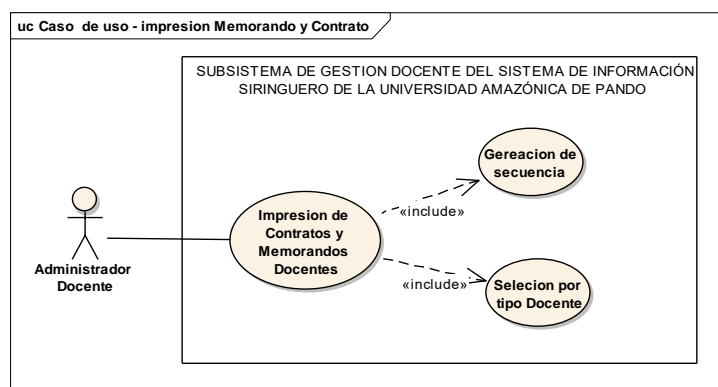 uc Caso de uso - impresion Memorando y Contrato
SUBSISTEMA DE GESTION DOCENTE DEL SISTEMA DE INFORMACIÓN
SIRINGUERO DE LA UNIVERSIDAD AMAZÓNICA DE PANDO
Gereacion de
secuencia
«include»
Impresion de
Contratos y
Memorandos
Docentes
Administrador
Docente
«include»
Selecion por
tipo Docente